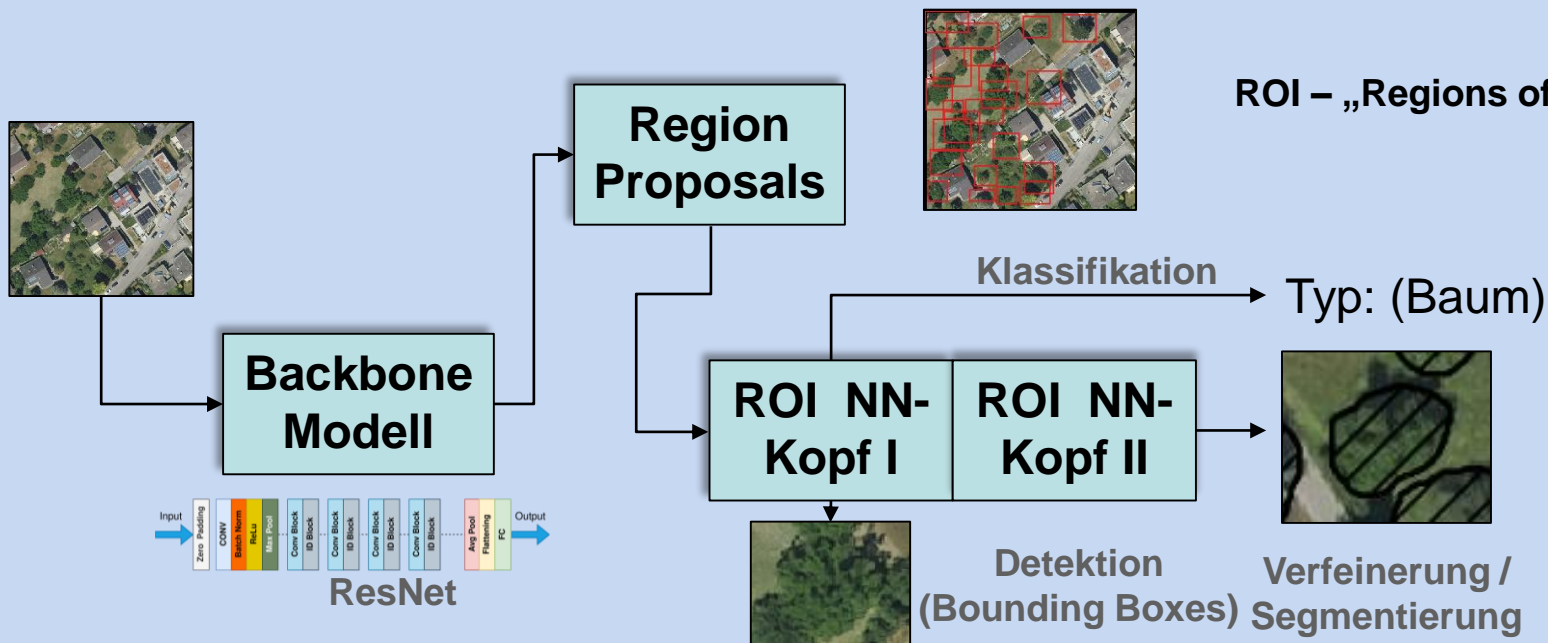 Region
Proposals
ROI – „Regions of
Klassifikation
Typ: (Baum)
Backbone
Modell
ROI NN-
Kopf I
ROI NN-
Kopf II
Input
Zero Padding
CONV
Batch Norm
ReLu
Max Pool
Conv Block
ID Block
Conv Block
ID Block
Conv Block
ID Block
Conv Block
ID Block
Avg Pool
Flattening
FC
Output
ResNet
Detektion
(Bounding Boxes)
Verfeinerung /
Segmentierung